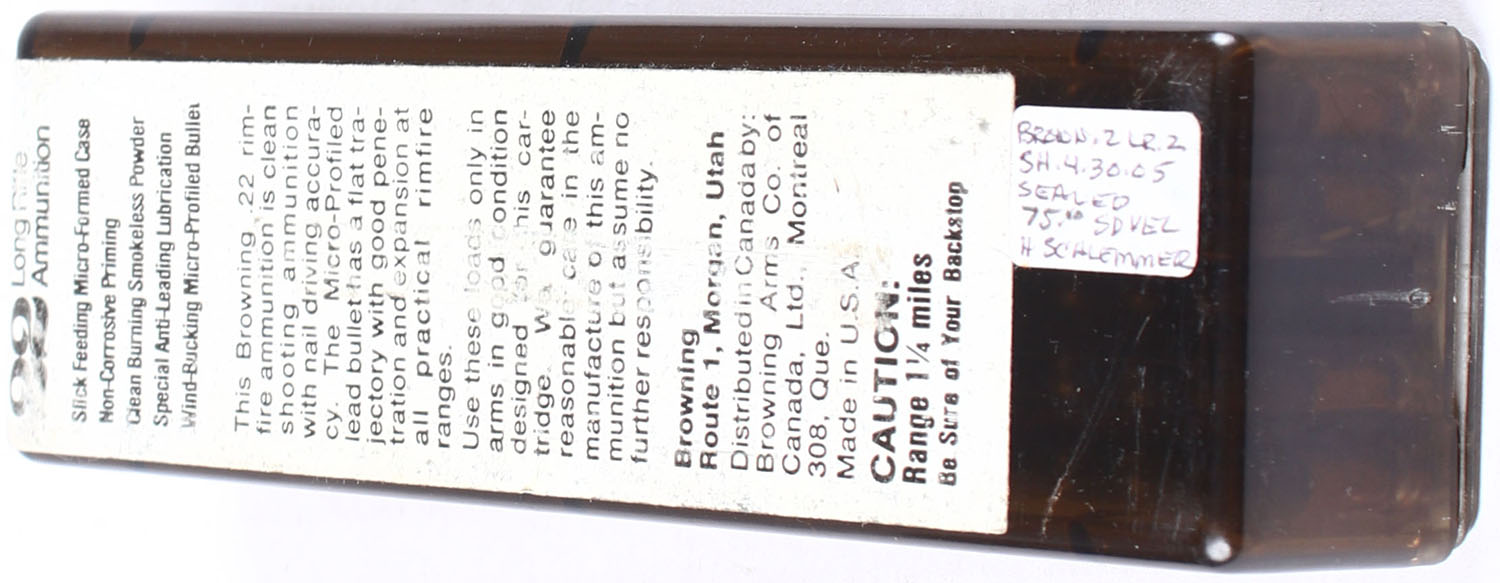 22 Long Rifle
Ammunition
Slick Feeding Micro-Formed Case
Non-Corrosive Priming
Clean Burning Smokeless Powder
Special Anti-Leading Lubrication
Wind-Bucking Micro-Profiled Bullet
This Browning .22 rim-
fire ammunition is clean
shooting ammunition
with nail driving accura-
cy. The Micro-Profiled
lead bullet has a flat tra-
jectory with good pene-
tration and expansion at
all practical rimfire
ranges.
Use these loads only in
arms in good condition
designed for this car-
tridge. We guarantee
reasonable care in the
manufacture of this am-
munition but assume no
further responsibility.
Browning
Route 1, Morgan, Utah
Distributed in Canada by:
Browning Arms Co. of
Canada, Ltd., Montreal
308, Que.
Made in U.S.A.
CAUTION:
Range 1¼ miles
Be Sure of Your Backstop
BROWN.2 LR.2
SH.4.30.05
SEALED
75.00 SDVEL
H SCHLEMMER